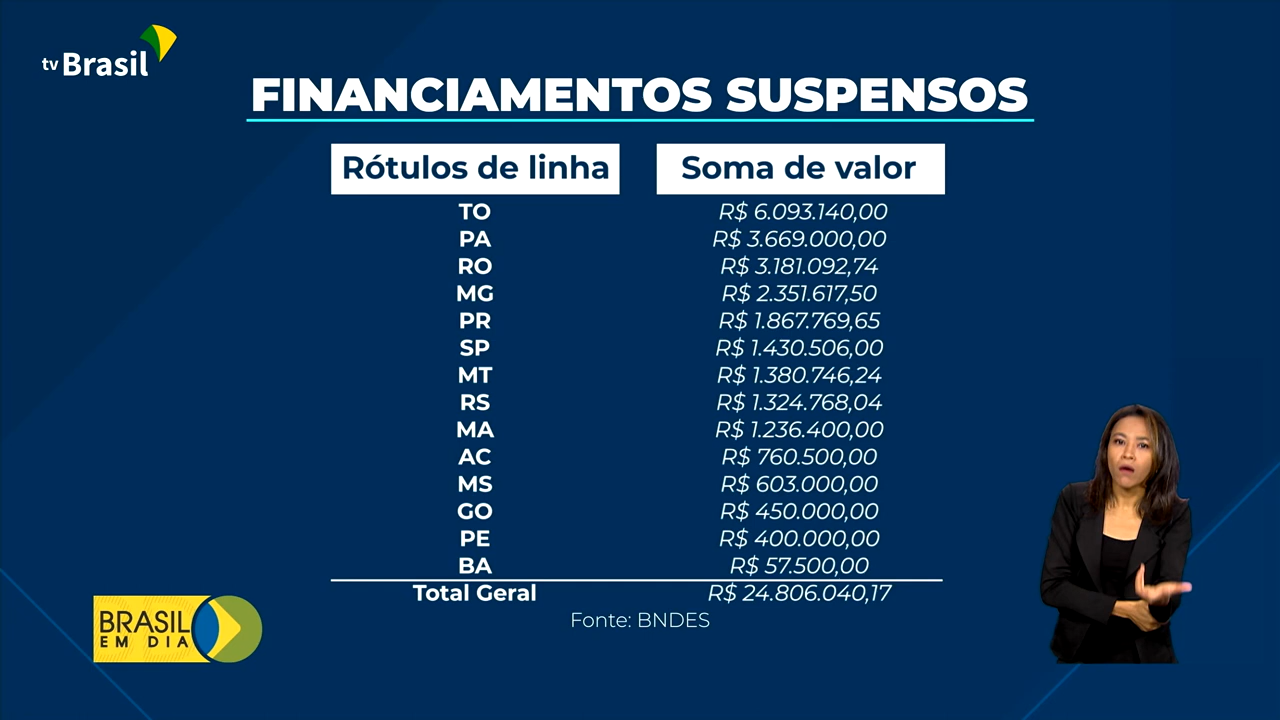 tv Brasil
FINANCIAMENTOS SUSPENSOS
Rótulos de linha Soma de valor
TO R$ 6.093.140,00
PA R$ 3.669.000,00
RO R$ 3.181.092,74
MG R$ 2.351.617,50
PR R$ 1.867.769,65
SP R$ 1.430.506,00
MT R$ 1.380.746,24
RS R$ 1.324.768,04
MA R$ 1.236.400,00
AC R$ 760.500,00
MS R$ 603.000,00
GO R$ 450.000,00
PE R$ 400.000,00
BA R$ 57.500,00
Total Geral R$ 24.806.040,17
Fonte: BNDES
BRASIL
EM DIA